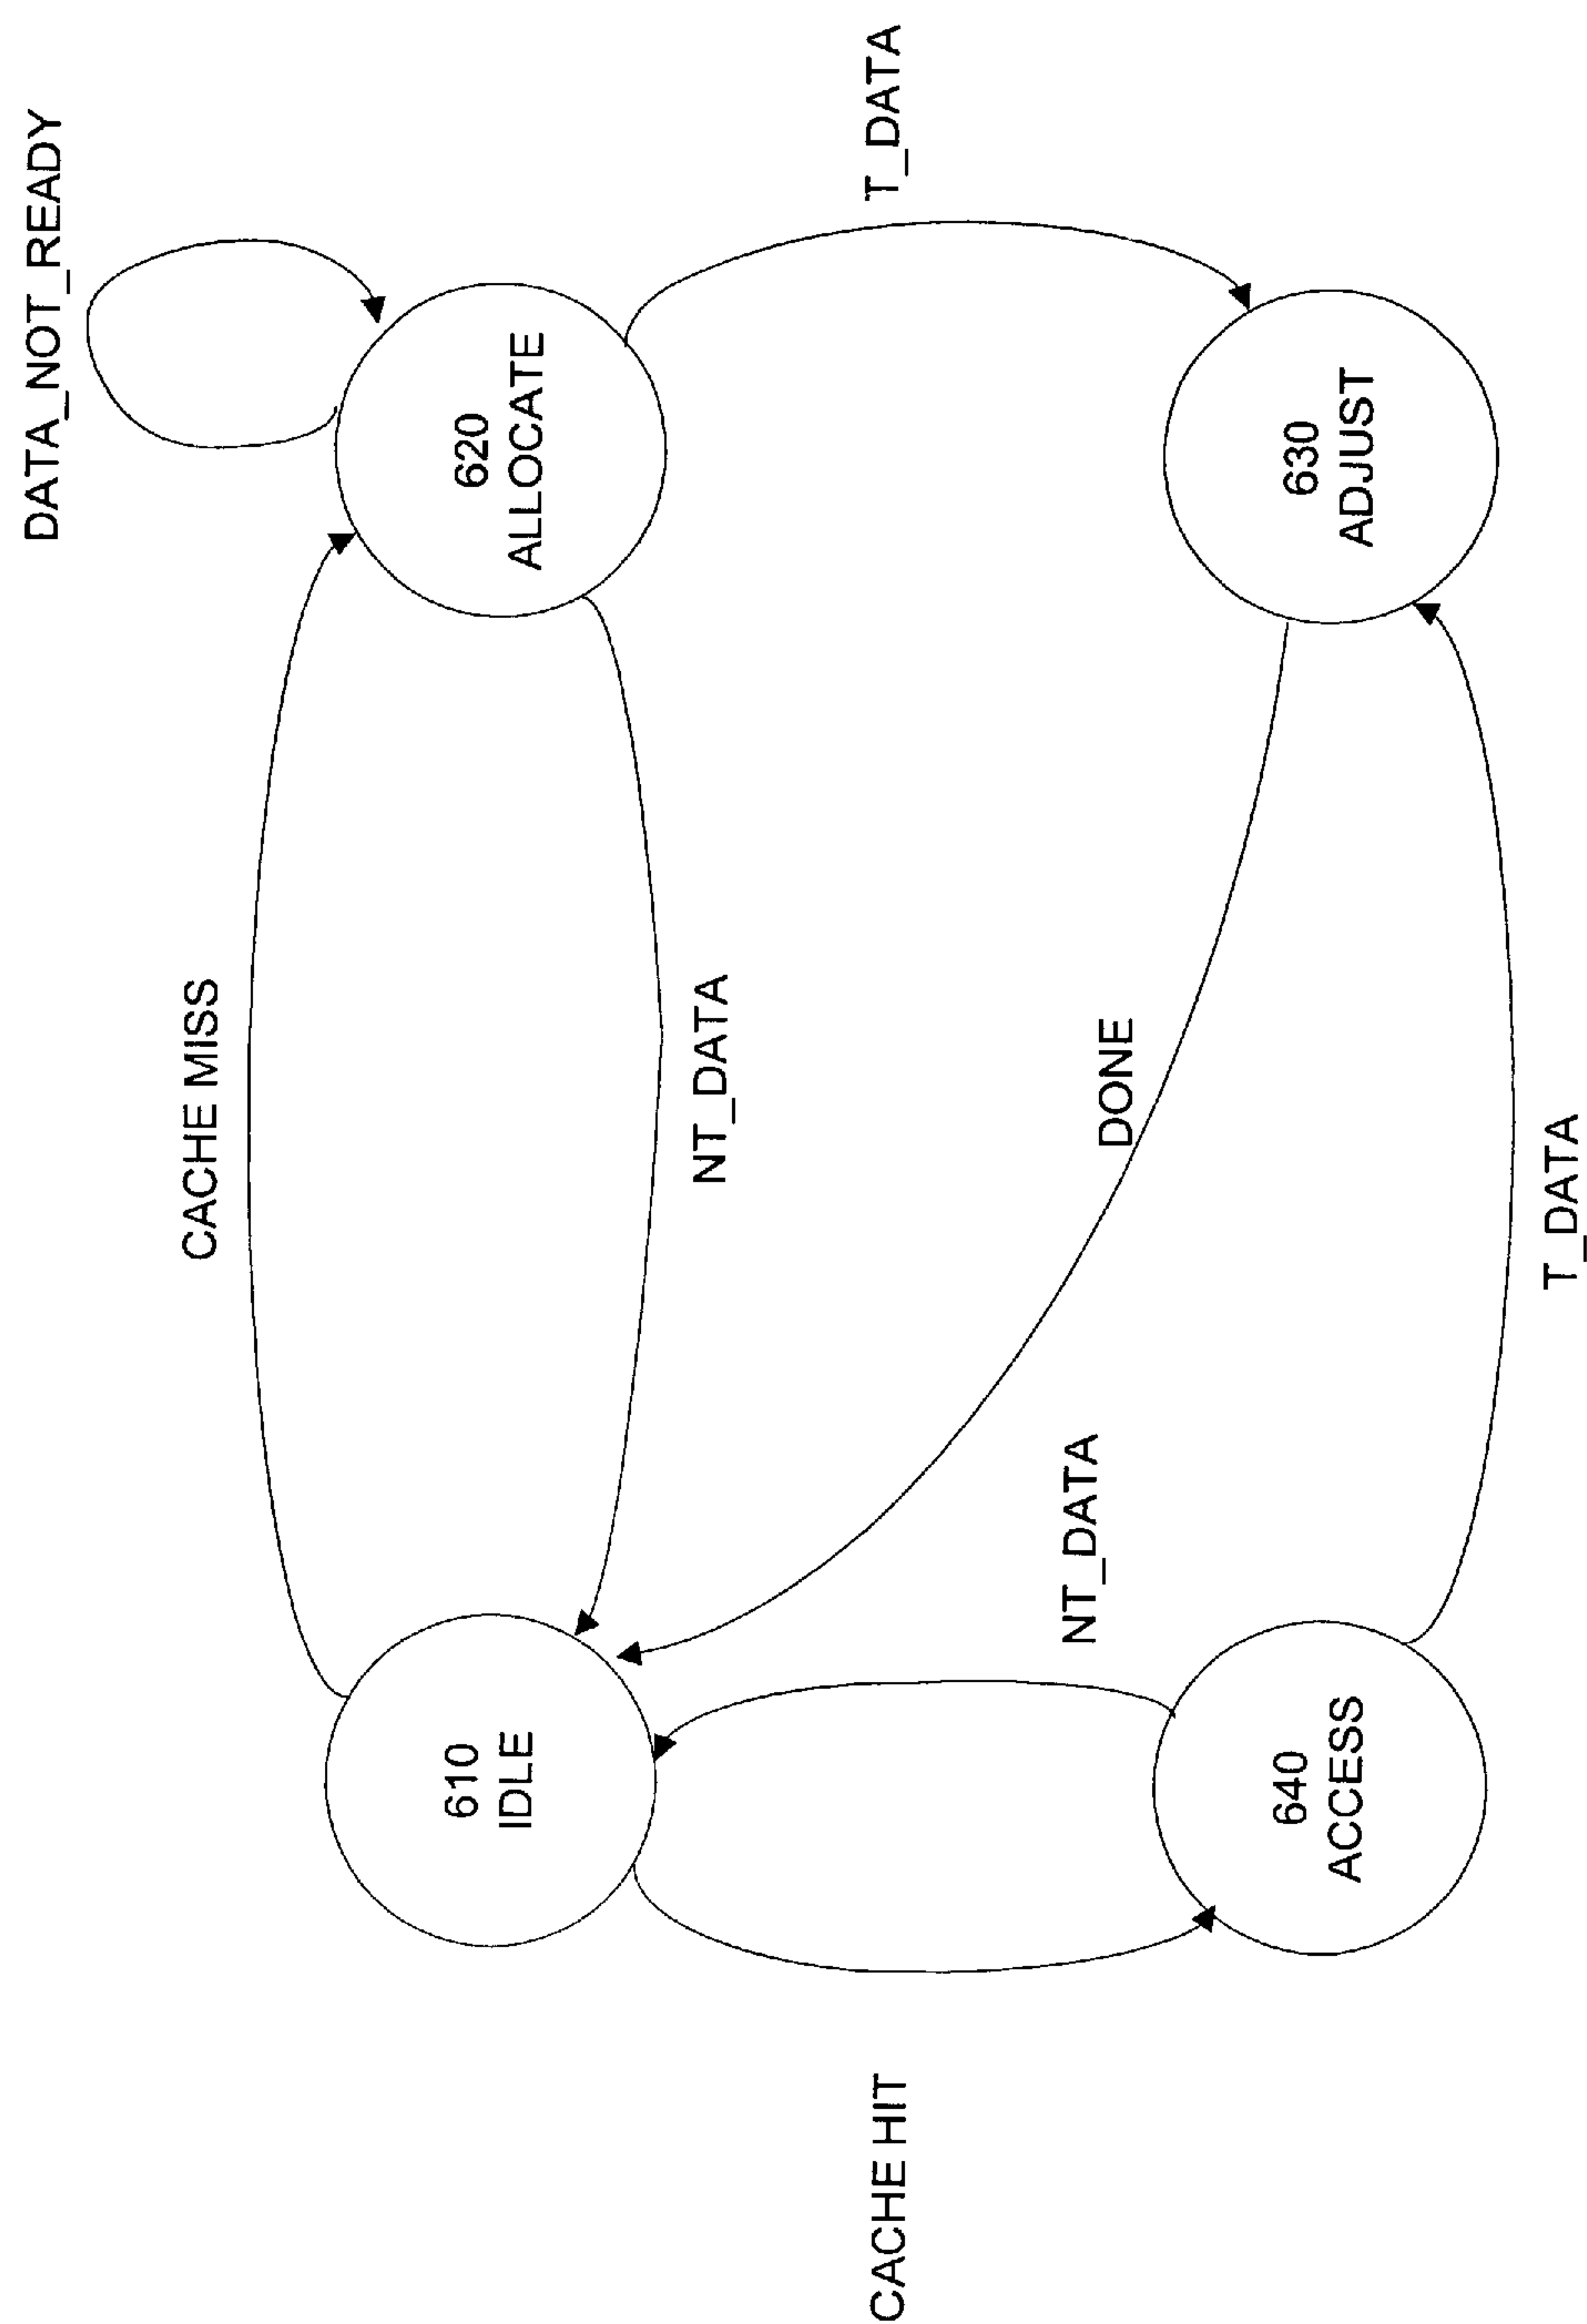 DATA_NOT_READY
CACHE MISS
610
IDLE
620
ALLOCATE
NT_DATA
CACHE HIT
T_DATA
NT_DATA
DONE
640
ACCESS
630
ADJUST
T_DATA